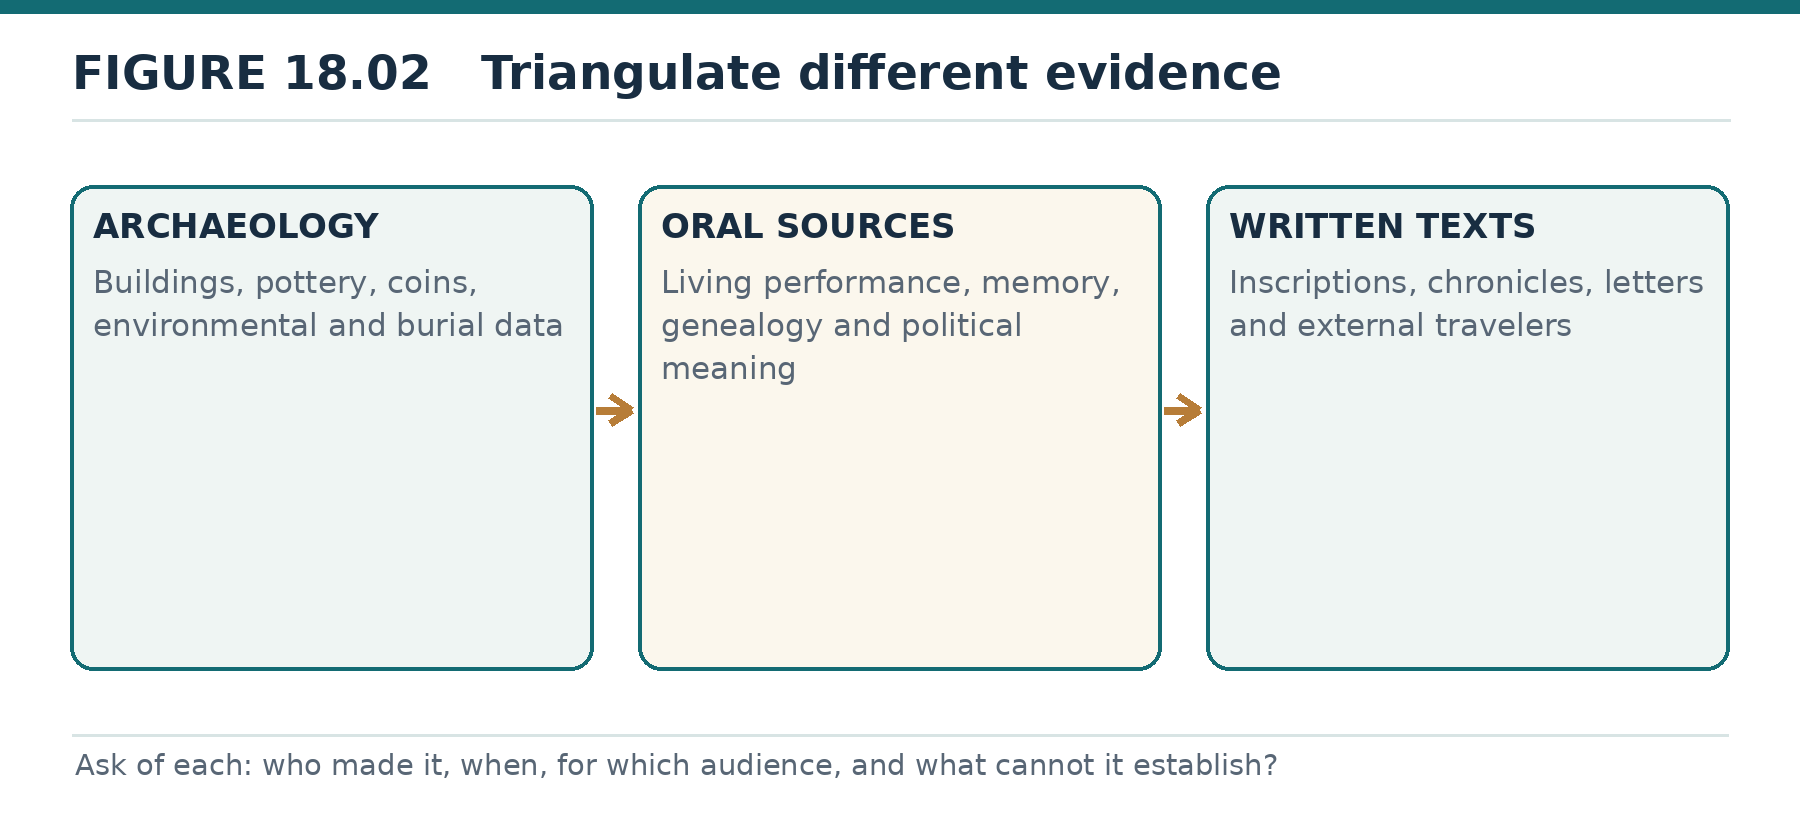 FIGURE 18.02 Triangulate different evidence
ARCHAEOLOGY
Buildings, pottery, coins,
environmental and burial data
ORAL SOURCES
Living performance, memory,
genealogy and political
meaning
WRITTEN TEXTS
Inscriptions, chronicles, letters
and external travelers
Ask of each: who made it, when, for which audience, and what cannot it establish?